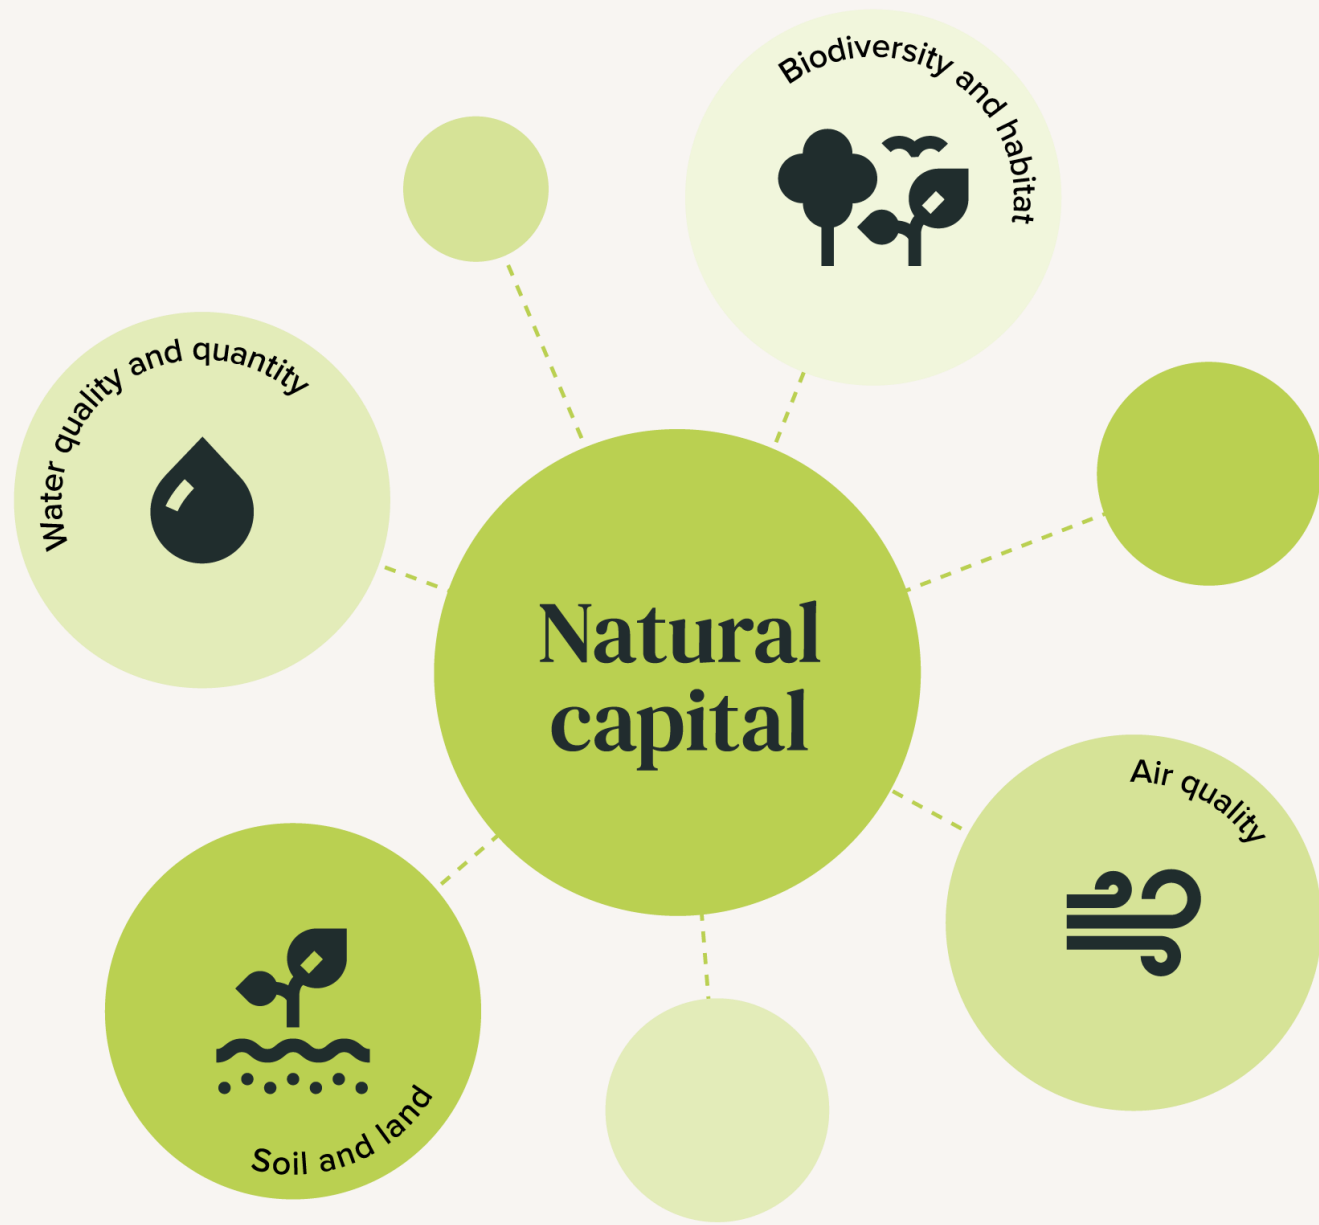 Biodiversity and habitat
Water quality and quantity
Natural
capital
Air quality
Soil and land